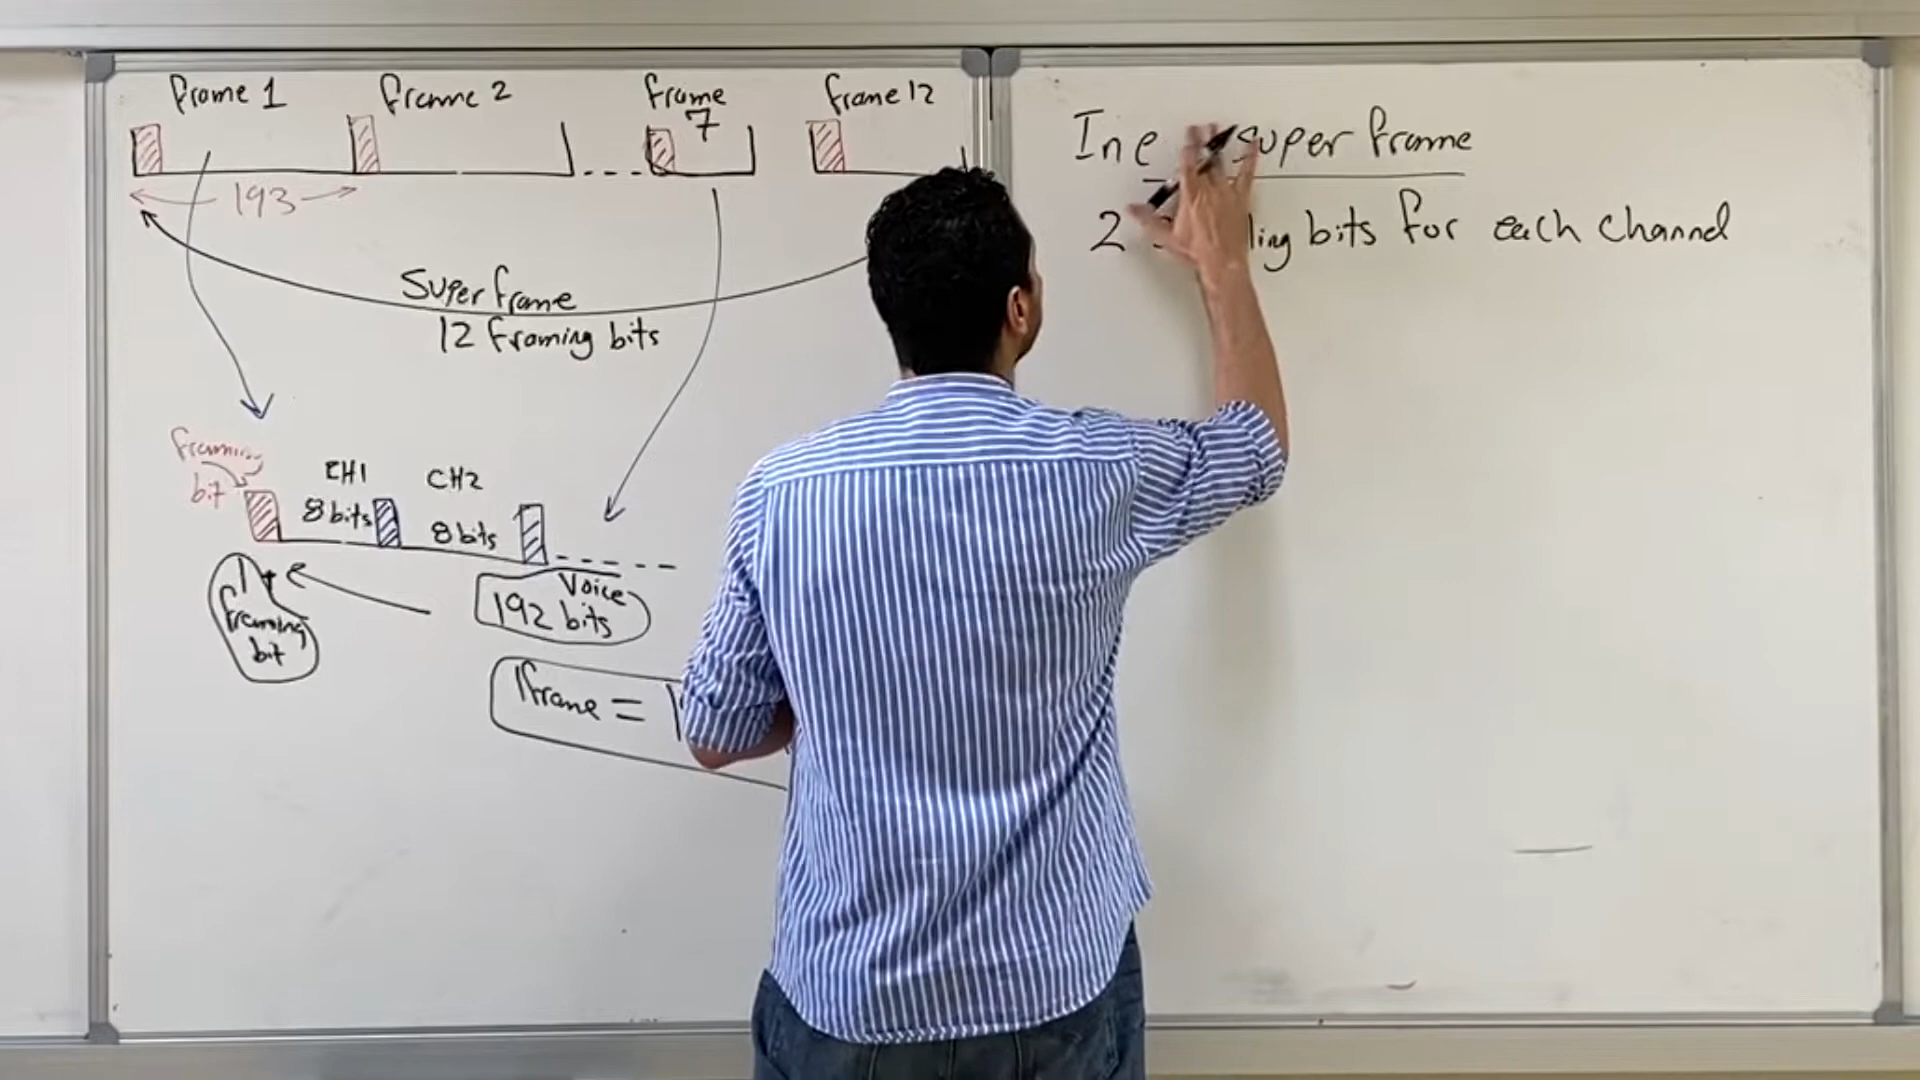 frame 1
frame 2
frame
7
frame 12
193
Super frame
12 framing bits
framing
bit
CH1
8 bits
CH2
8 bits
1
framing
bit
Voice
192 bits
1 frame =
In super frame
2 bits for each channel